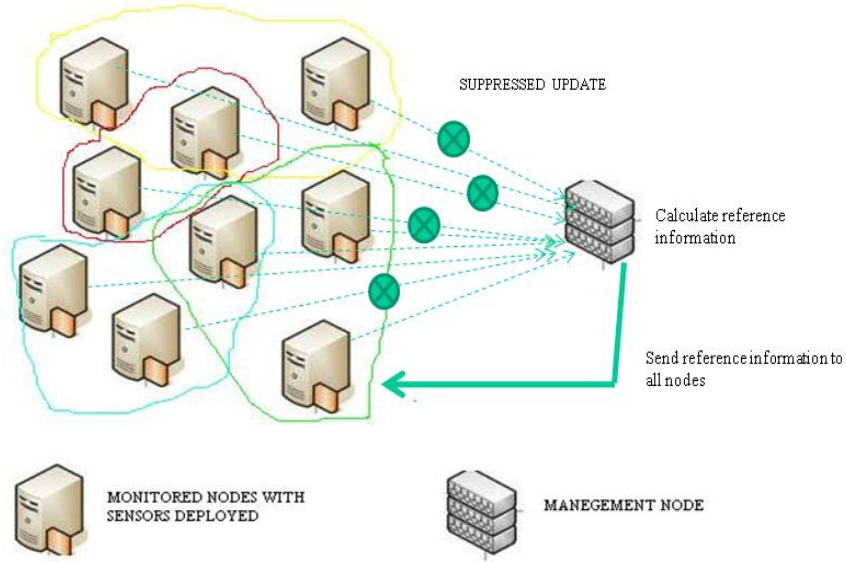 SUPPRESSED UPDATE
Calculate reference
information
Send reference information to
all nodes
MONITORED NODES WITH
SENSORS DEPLOYED
MANEGEMENT NODE